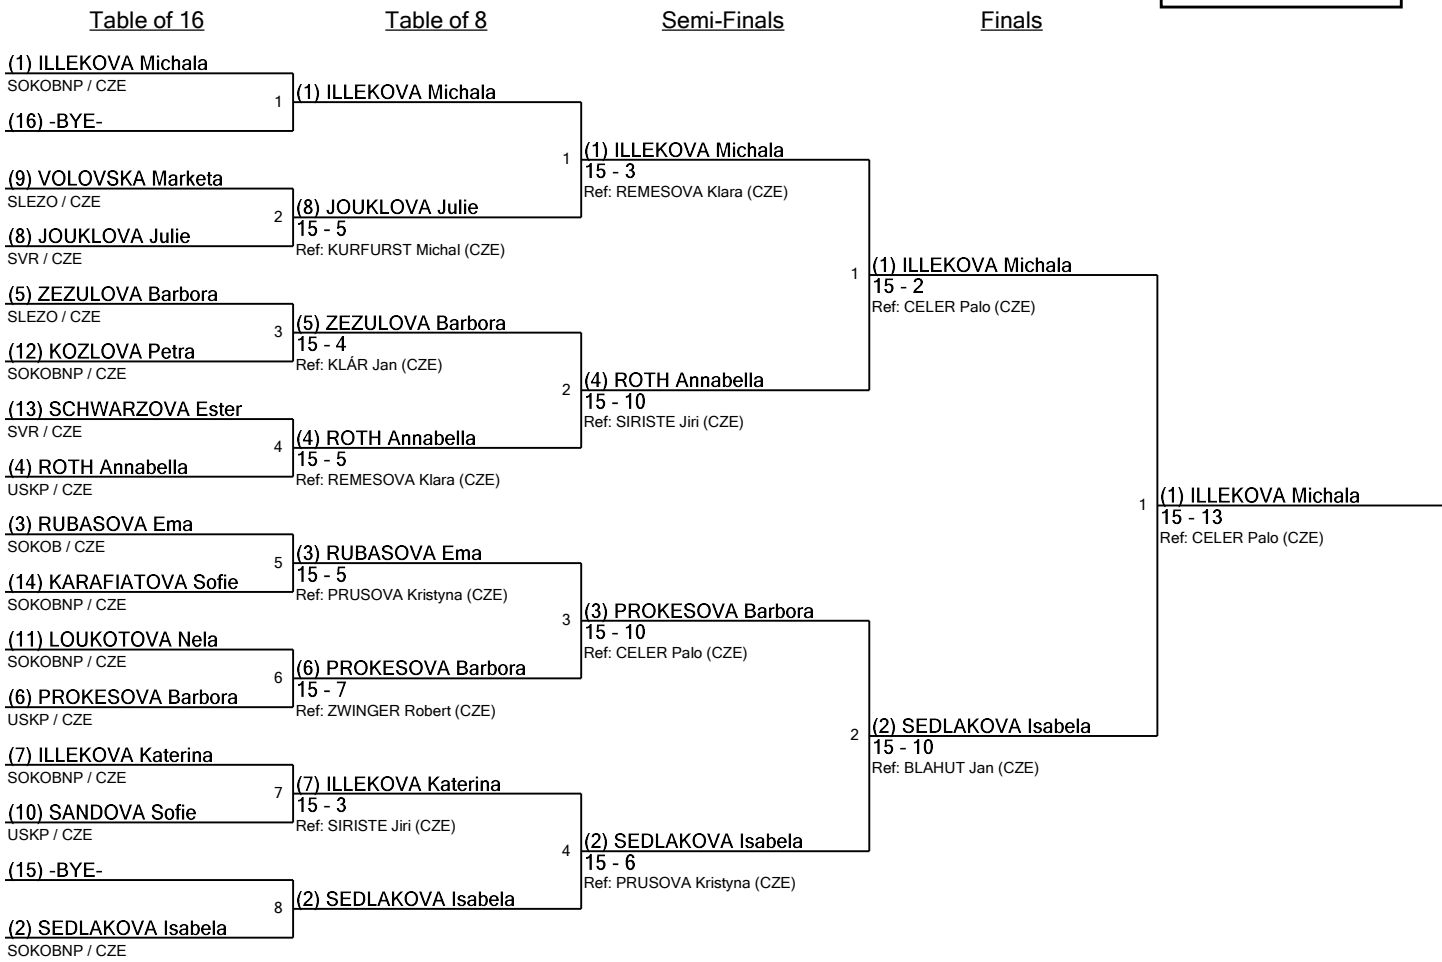 Table of 16
Table of 8
Semi-Finals
Finals
(1) ILLEKOVA Michala
SOKOBNP / CZE
1
(16) -BYE-
(9) VOLOVSKA Marketa
SLEZO / CZE
2
(8) JOUKLOVA Julie
SVR / CZE
(5) ZEZULOVA Barbora
SLEZO / CZE
3
(12) KOZLOVA Petra
SOKOBNP / CZE
(13) SCHWARZOVA Ester
SVR / CZE
4
(4) ROTH Annabella
USKP / CZE
(3) RUBASOVA Ema
SOKOB / CZE
5
(14) KARAFIATOVA Sofie
SOKOBNP / CZE
(11) LOUKOTOVA Nela
SOKOBNP / CZE
6
(6) PROKESOVA Barbora
USKP / CZE
(7) ILLEKOVA Katerina
SOKOBNP / CZE
7
(10) SANDOVA Sofie
USKP / CZE
(15) -BYE-
8
(2) SEDLAKOVA Isabela
SOKOBNP / CZE
(1) ILLEKOVA Michala
1
(8) JOUKLOVA Julie
15 - 5
Ref: KURFURST Michal (CZE)
(5) ZEZULOVA Barbora
15 - 4
Ref: KLÁR Jan (CZE)
2
(4) ROTH Annabella
15 - 5
Ref: REMESOVA Klara (CZE)
(3) RUBASOVA Ema
15 - 5
Ref: PRUSOVA Kristyna (CZE)
3
(6) PROKESOVA Barbora
15 - 7
Ref: ZWINGER Robert (CZE)
(7) ILLEKOVA Katerina
15 - 3
Ref: SIRISTE Jiri (CZE)
4
(2) SEDLAKOVA Isabela
(1) ILLEKOVA Michala
15 - 3
Ref: REMESOVA Klara (CZE)
1
(4) ROTH Annabella
15 - 10
Ref: SIRISTE Jiri (CZE)
(3) PROKESOVA Barbora
15 - 10
Ref: CELER Palo (CZE)
2
(2) SEDLAKOVA Isabela
15 - 6
Ref: PRUSOVA Kristyna (CZE)
(1) ILLEKOVA Michala
15 - 2
Ref: CELER Palo (CZE)
1
(2) SEDLAKOVA Isabela
15 - 10
Ref: BLAHUT Jan (CZE)
(1) ILLEKOVA Michala
15 - 13
Ref: CELER Palo (CZE)